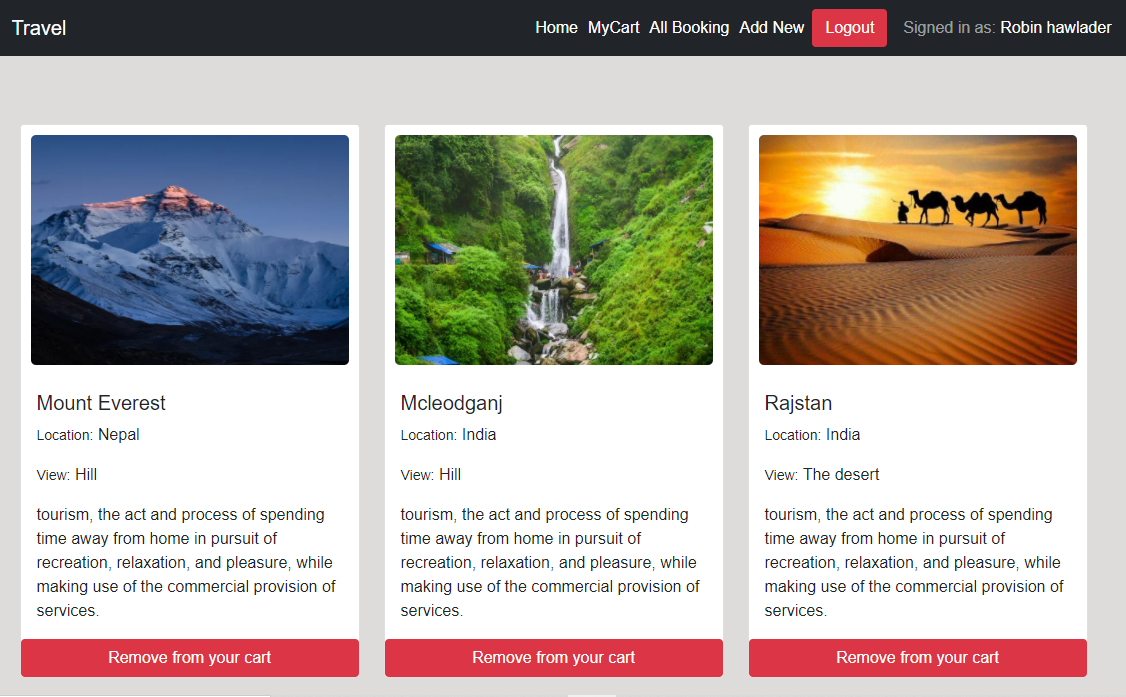 Travel
Home MyCart All Booking Add New Logout Signed in as: Robin hawlader
Mount Everest
Location: Nepal
View: Hill
tourism, the act and process of spending
time away from home in pursuit of
recreation, relaxation, and pleasure, while
making use of the commercial provision of
services.
Remove from your cart
Mcleodganj
Location: India
View: Hill
tourism, the act and process of spending
time away from home in pursuit of
recreation, relaxation, and pleasure, while
making use of the commercial provision of
services.
Remove from your cart
Rajstan
Location: India
View: The desert
tourism, the act and process of spending
time away from home in pursuit of
recreation, relaxation, and pleasure, while
making use of the commercial provision of
services.
Remove from your cart